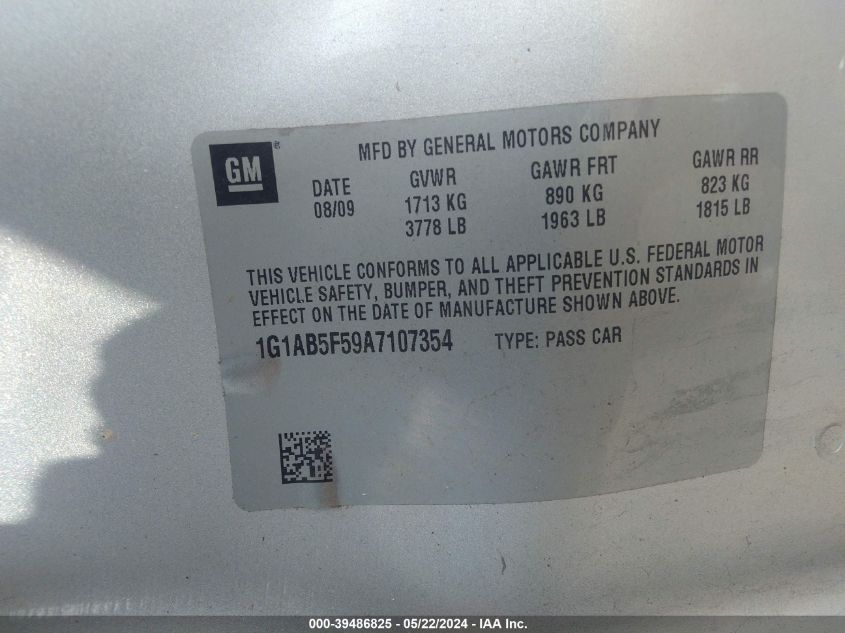 GM ®
MFD BY GENERAL MOTORS COMPANY
DATE GVWR GAWR FRT GAWR RR
08/09 1713 KG 890 KG 823 KG
3778 LB 1963 LB 1815 LB
THIS VEHICLE CONFORMS TO ALL APPLICABLE U.S. FEDERAL MOTOR
VEHICLE SAFETY, BUMPER, AND THEFT PREVENTION STANDARDS IN
EFFECT ON THE DATE OF MANUFACTURE SHOWN ABOVE.
1G1AB5F59A7107354 TYPE: PASS CAR
000-39486825 - 05/22/2024 - IAA Inc.